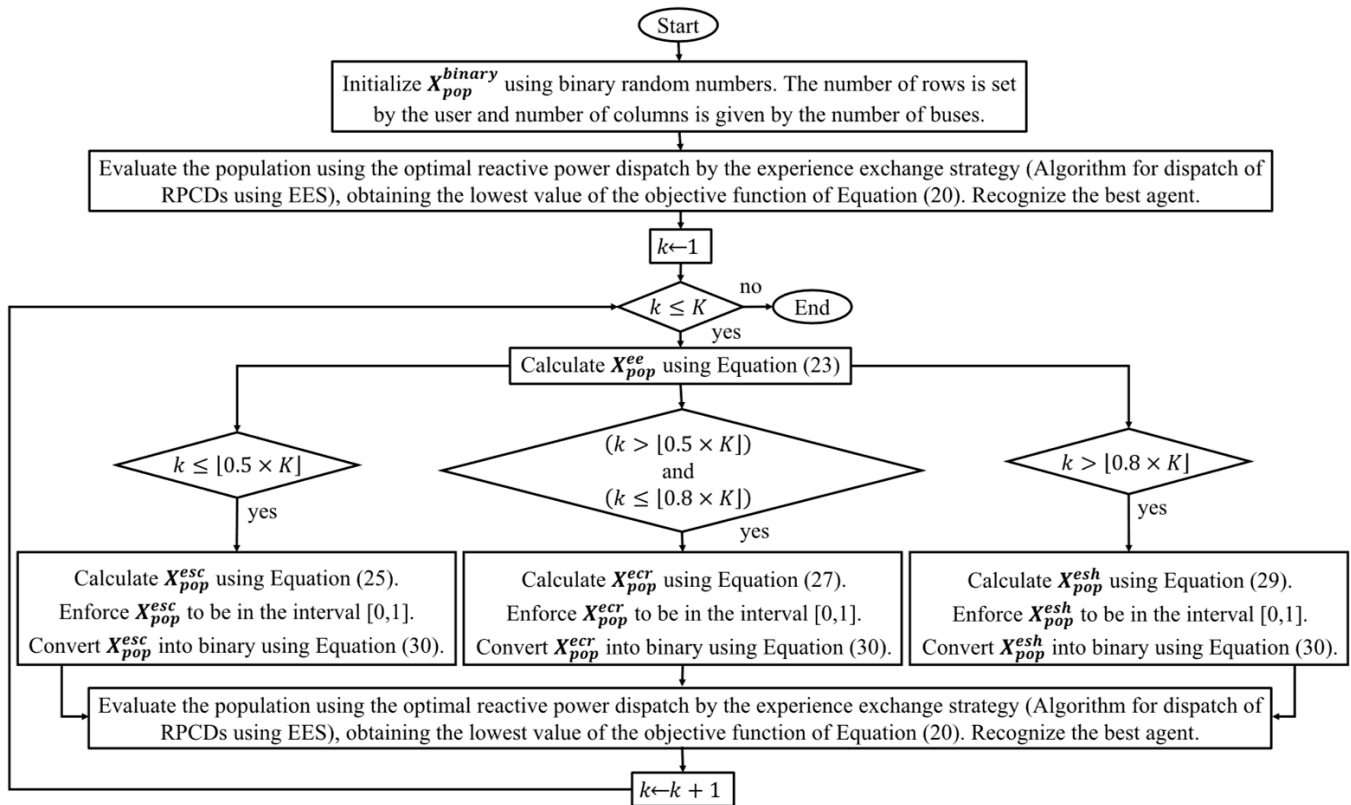 Start
Initialize X_pop^binary using binary random numbers. The number of rows is set
by the user and number of columns is given by the number of buses.
Evaluate the population using the optimal reactive power dispatch by the experience exchange strategy (Algorithm for dispatch of
RPCDs using EES), obtaining the lowest value of the objective function of Equation (20). Recognize the best agent.
k←1
k ≤ K
no
End
yes
Calculate X_pop^ee using Equation (23)
k ≤ ⌊0.5 × K⌋
yes
(k > ⌊0.5 × K⌋)
and
(k ≤ ⌊0.8 × K⌋)
yes
k > ⌊0.8 × K⌋
yes
Calculate X_pop^esc using Equation (25).
Enforce X_pop^esc to be in the interval [0,1].
Convert X_pop^esc into binary using Equation (30).
Calculate X_pop^ecr using Equation (27).
Enforce X_pop^ecr to be in the interval [0,1].
Convert X_pop^ecr into binary using Equation (30).
Calculate X_pop^esh using Equation (29).
Enforce X_pop^esh to be in the interval [0,1].
Convert X_pop^esh into binary using Equation (30).
Evaluate the population using the optimal reactive power dispatch by the experience exchange strategy (Algorithm for dispatch of
RPCDs using EES), obtaining the lowest value of the objective function of Equation (20). Recognize the best agent.
k←k + 1